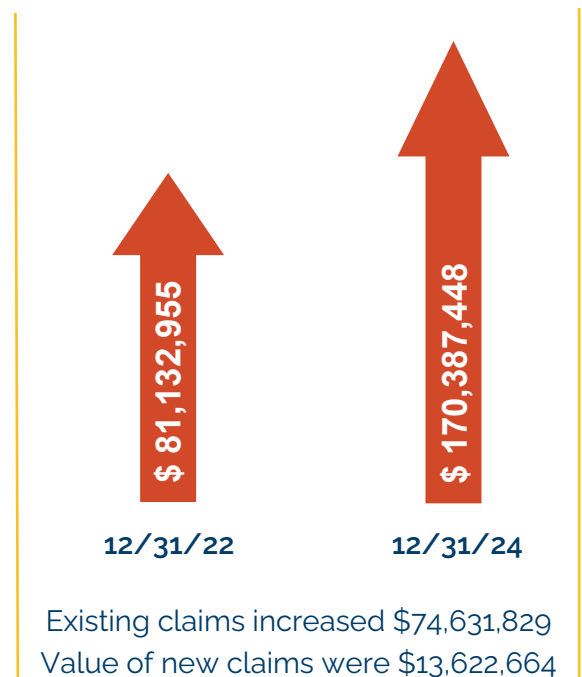 $ 81,132,955
$ 170,387,448
12/31/22
12/31/24
Existing claims increased $74,631,829
Value of new claims were $13,622,664